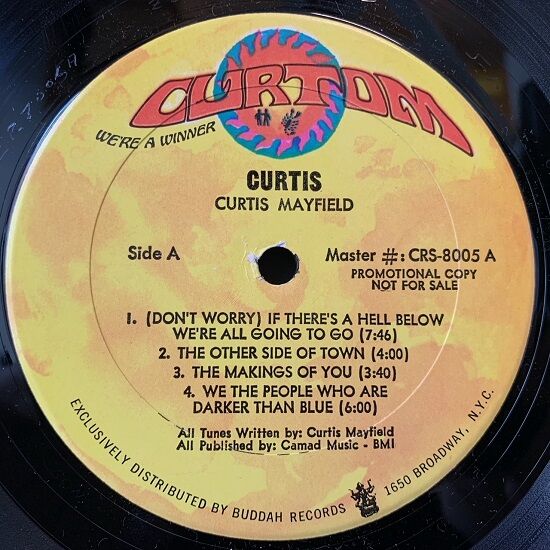 CURTOM
WE'RE A WINNER
CURTIS
CURTIS MAYFIELD
Side A
Master #: CRS-8005 A
PROMOTIONAL COPY
NOT FOR SALE
1. (DON'T WORRY) IF THERE'S A HELL BELOW
WE'RE ALL GOING TO GO (7:46)
2. THE OTHER SIDE OF TOWN (4:00)
3. THE MAKINGS OF YOU (3:40)
4. WE THE PEOPLE WHO ARE
DARKER THAN BLUE (6:00)
All Tunes Written by: Curtis Mayfield
All Published by: Camad Music - BMI
EXCLUSIVELY DISTRIBUTED BY BUDDAH RECORDS 1650 BROADWAY, N.Y.C.